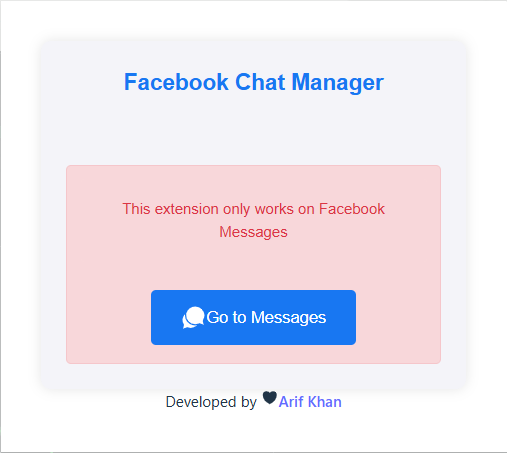 Facebook Chat Manager
This extension only works on Facebook
Messages
Go to Messages
Developed by 🖤Arif Khan